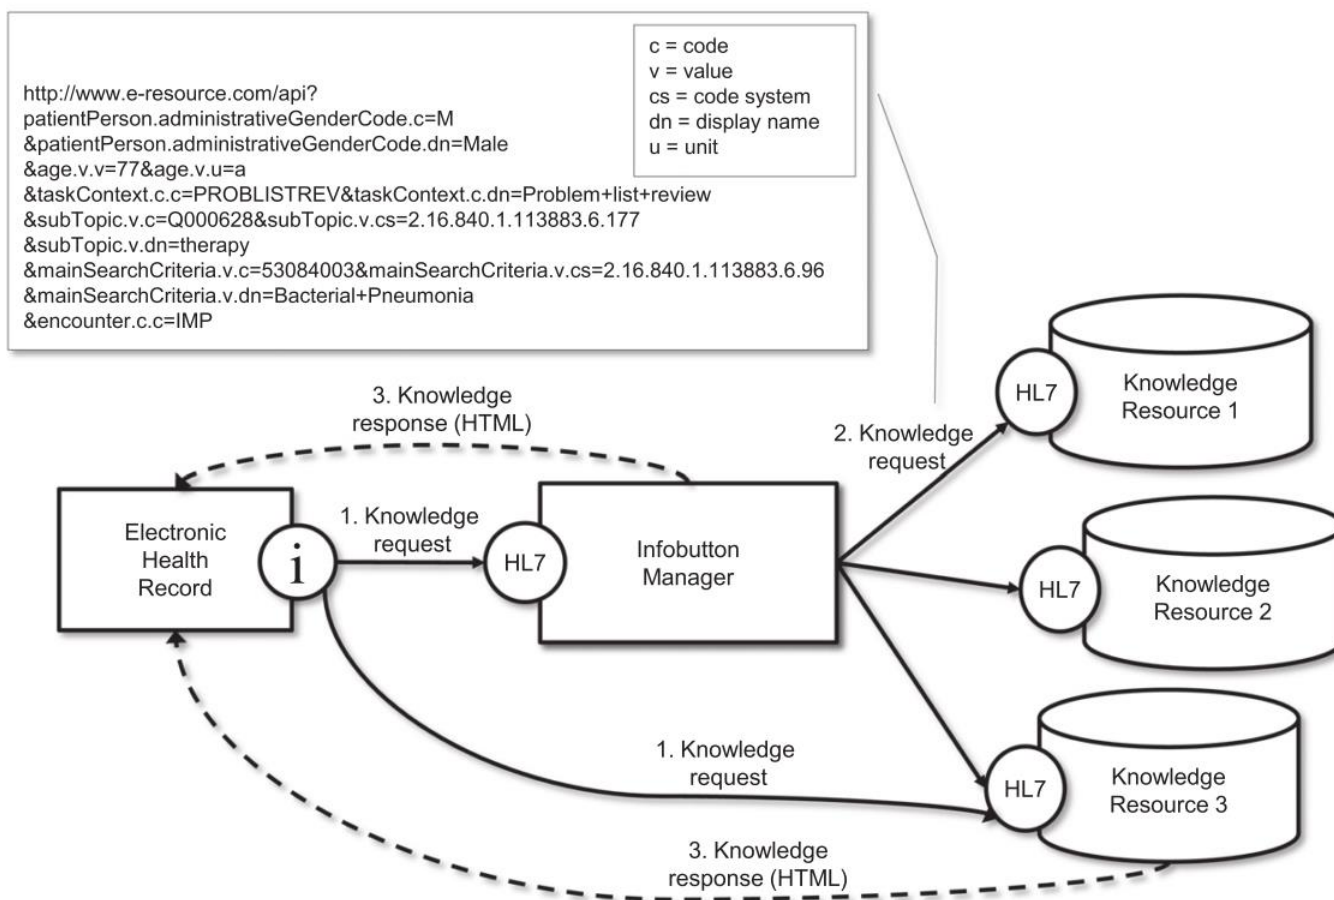 http://www.e-resource.com/api?
patientPerson.administrativeGenderCode.c=M
&patientPerson.administrativeGenderCode.dn=Male
&age.v.v=77&age.v.u=a
&taskContext.c.c=PROBLISTREV&taskContext.c.dn=Problem+list+review
&subTopic.v.c=Q000628&subTopic.v.cs=2.16.840.1.113883.6.177
&subTopic.v.dn=therapy
&mainSearchCriteria.v.c=53084003&mainSearchCriteria.v.cs=2.16.840.1.113883.6.96
&mainSearchCriteria.v.dn=Bacterial+Pneumonia
&encounter.c.c=IMP
c = code
v = value
cs = code system
dn = display name
u = unit
3. Knowledge
response (HTML)
2. Knowledge
request
HL7
Knowledge
Resource 1
Electronic
Health
Record
i
1. Knowledge
request
HL7
Infobutton
Manager
HL7
Knowledge
Resource 2
1. Knowledge
request
HL7
Knowledge
Resource 3
3. Knowledge
response (HTML)